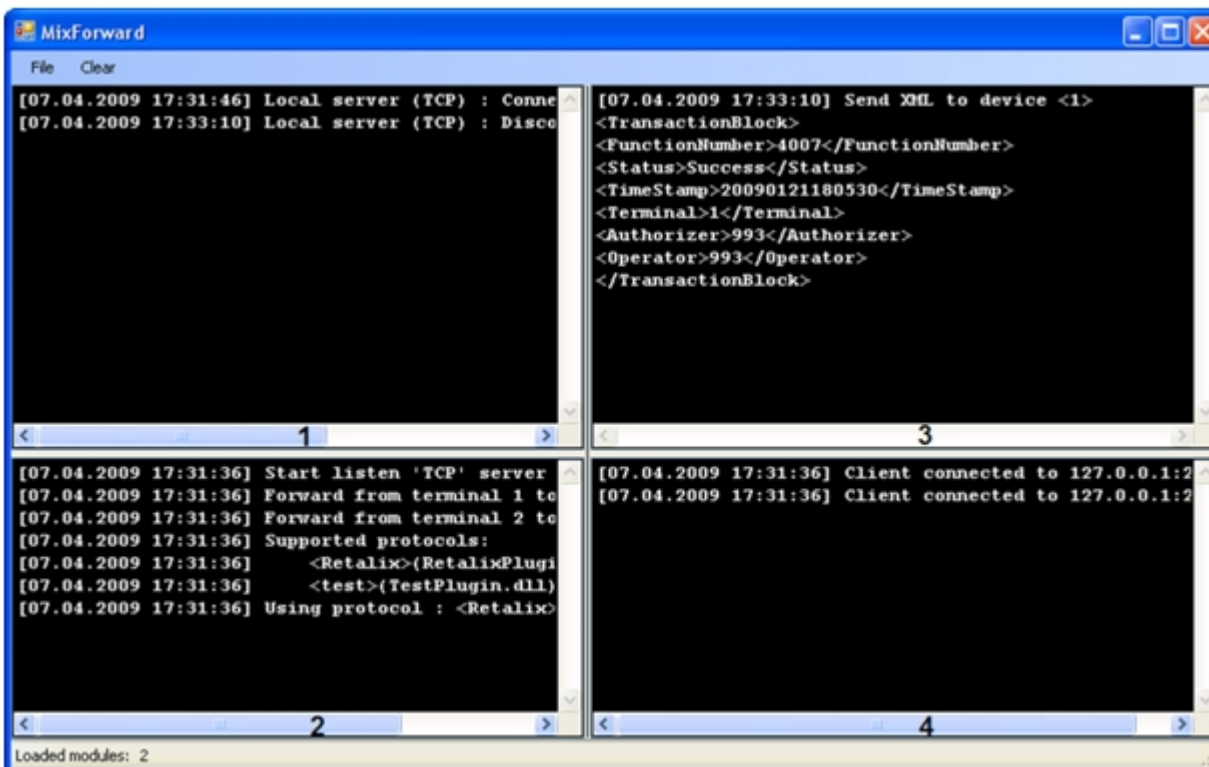 MixForward
File Clear
[07.04.2009 17:31:46] Local server (TCP) : Conne
[07.04.2009 17:33:10] Local server (TCP) : Disco
1
[07.04.2009 17:33:10] Send XML to device <1>
<TransactionBlock>
<FunctionNumber>4007</FunctionNumber>
<Status>Success</Status>
<TimeStamp>20090121180530</TimeStamp>
<Terminal>1</Terminal>
<Authorizer>993</Authorizer>
<Operator>993</Operator>
</TransactionBlock>
3
[07.04.2009 17:31:36] Start listen 'TCP' server
[07.04.2009 17:31:36] Forward from terminal 1 to
[07.04.2009 17:31:36] Forward from terminal 2 to
[07.04.2009 17:31:36] Supported protocols:
[07.04.2009 17:31:36] <Retalix>(RetalixPlugi
[07.04.2009 17:31:36] <test>(TestPlugin.dll)
[07.04.2009 17:31:36] Using protocol : <Retalix>
2
[07.04.2009 17:31:36] Client connected to 127.0.0.1:2
[07.04.2009 17:31:36] Client connected to 127.0.0.1:2
4
Loaded modules: 2